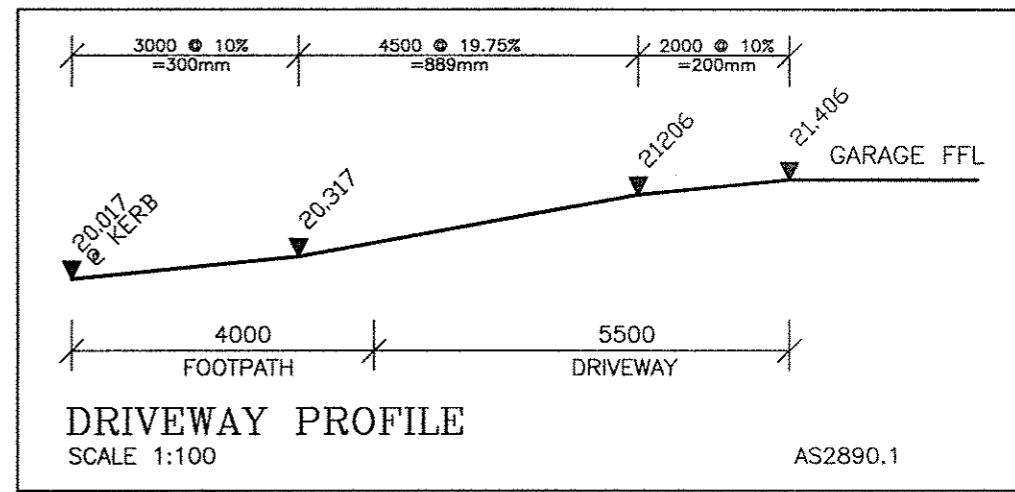 3000 @ 10%
=300mm
4500 @ 19.75%
=889mm
2000 @ 10%
=200mm
20.017
@ KERB
20.317
21206
21.406
GARAGE FFL
4000
FOOTPATH
5500
DRIVEWAY
DRIVEWAY PROFILE
SCALE 1:100
AS2890.1